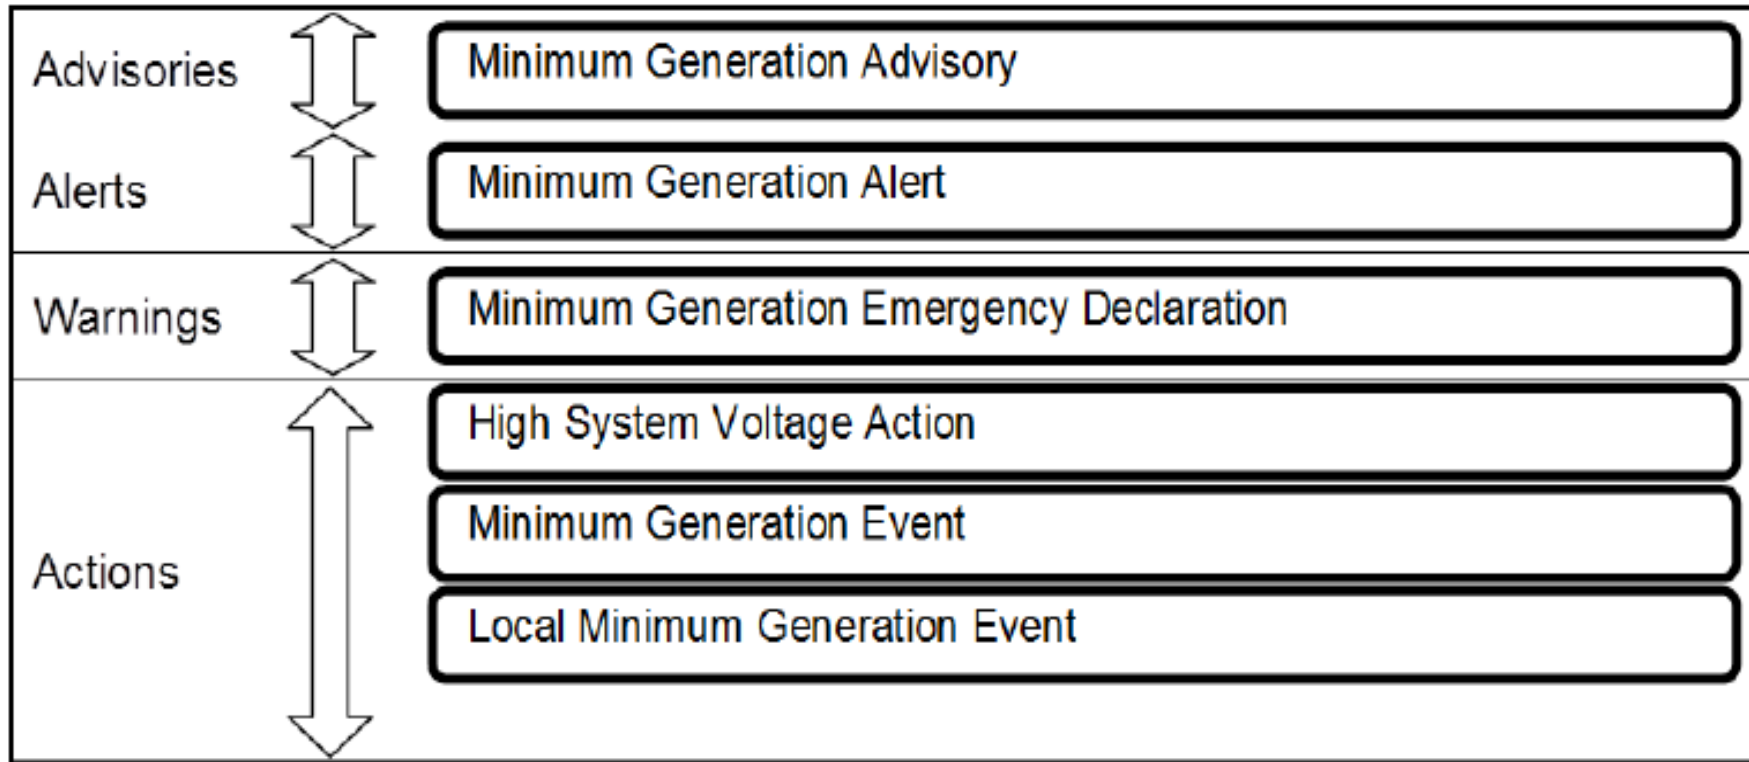 Advisories
Minimum Generation Advisory
Alerts
Minimum Generation Alert
Warnings
Minimum Generation Emergency Declaration
High System Voltage Action
Minimum Generation Event
Actions
Local Minimum Generation Event